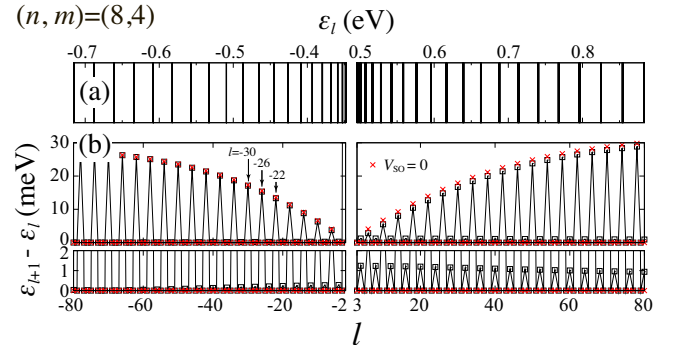 (n, m)=(8,4)
ε_l (eV)
-0.7 -0.6 -0.5 -0.4 0.5 0.6 0.7 0.8
(a)
(b)
30
20
10
0
l=-30
-26
-22
V_SO = 0
ε_{l+1} - ε_l (meV)
2
1
0
-80 -60 -40 -20 -2 3 20 40 60 80
l